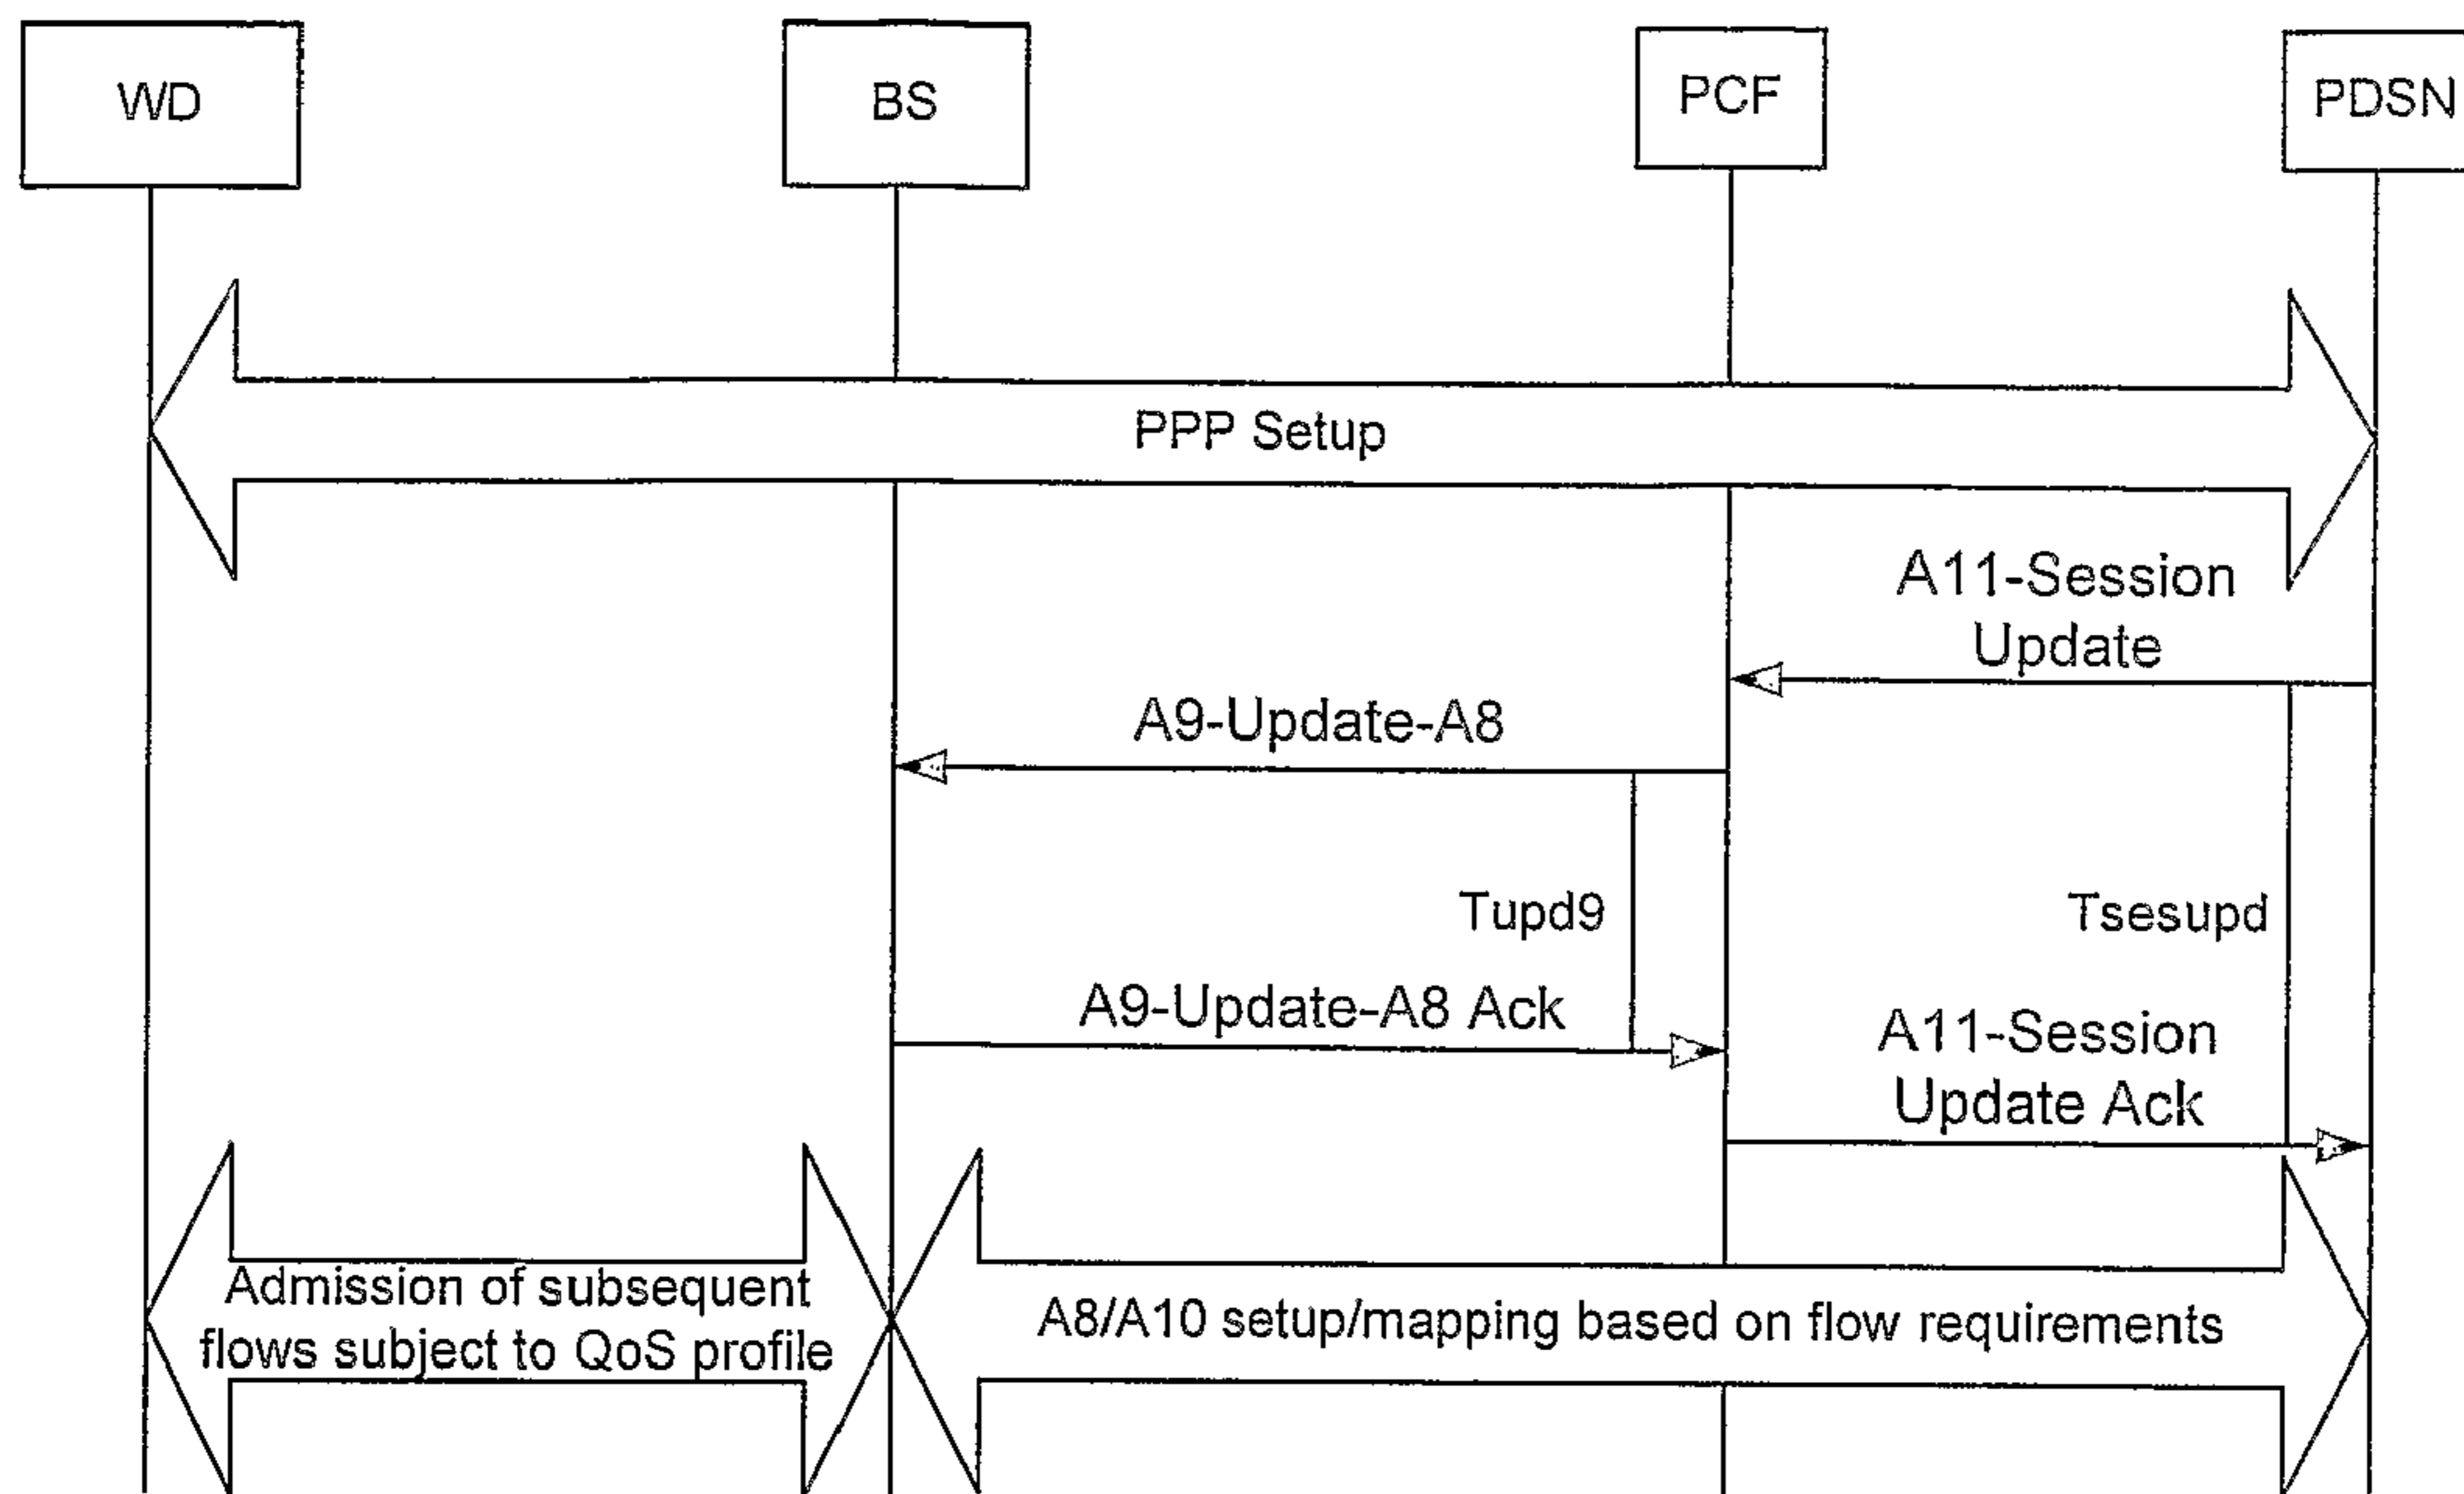 WD
BS
PCF
PDSN
PPP Setup
A11-Session
Update
A9-Update-A8
Tupd9
Tsesupd
A9-Update-A8 Ack
A11-Session
Update Ack
Admission of subsequent
flows subject to QoS profile
A8/A10 setup/mapping based on flow requirements